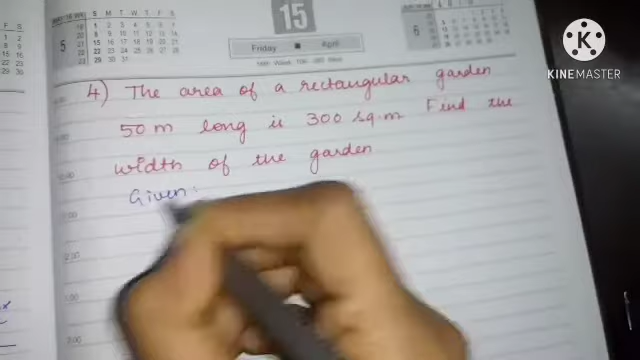 15
Friday ■ April
K
KINEMASTER
4) The area of a rectangular garden
50 m long is 300 sq.m Find the
width of the garden
Given: